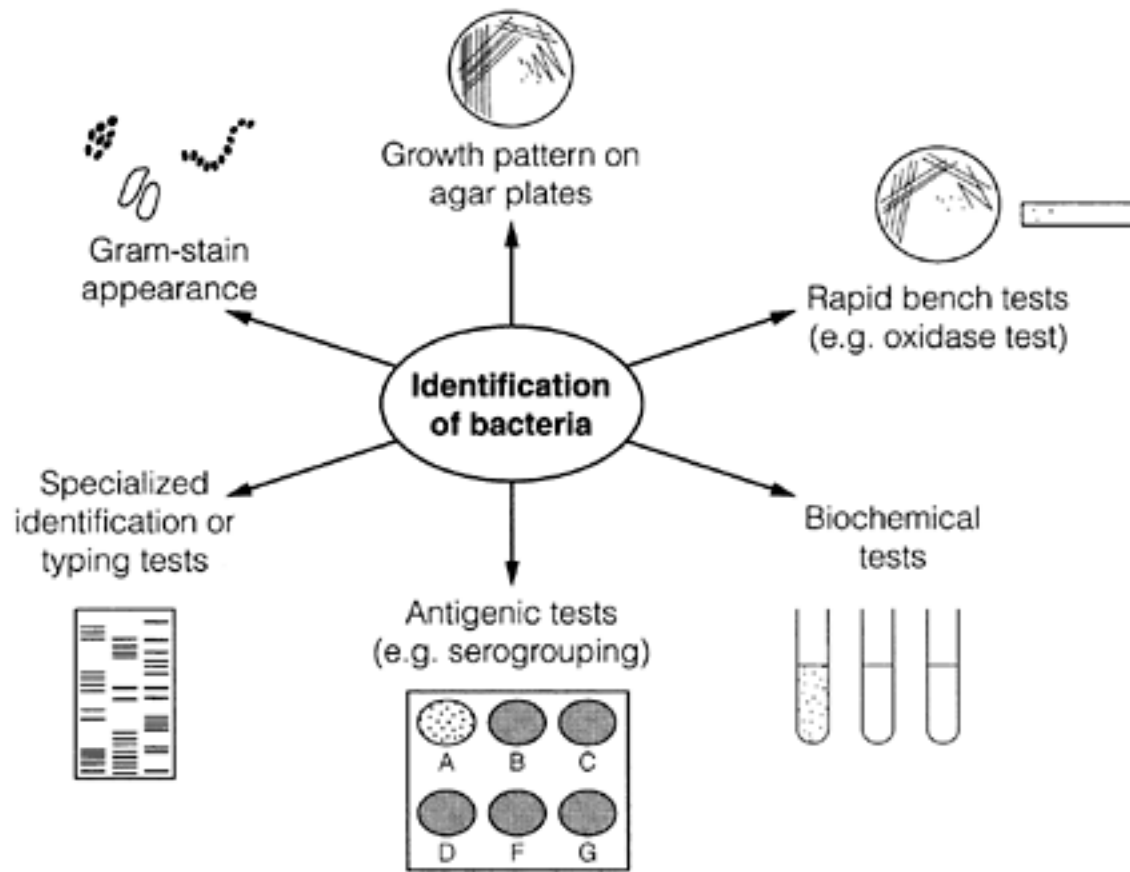 Growth pattern on
agar plates
Gram-stain
appearance
Rapid bench tests
(e.g. oxidase test)
Identification
of bacteria
Specialized
identification or
typing tests
Biochemical
tests
Antigenic tests
(e.g. serogrouping)
A B C
D F G